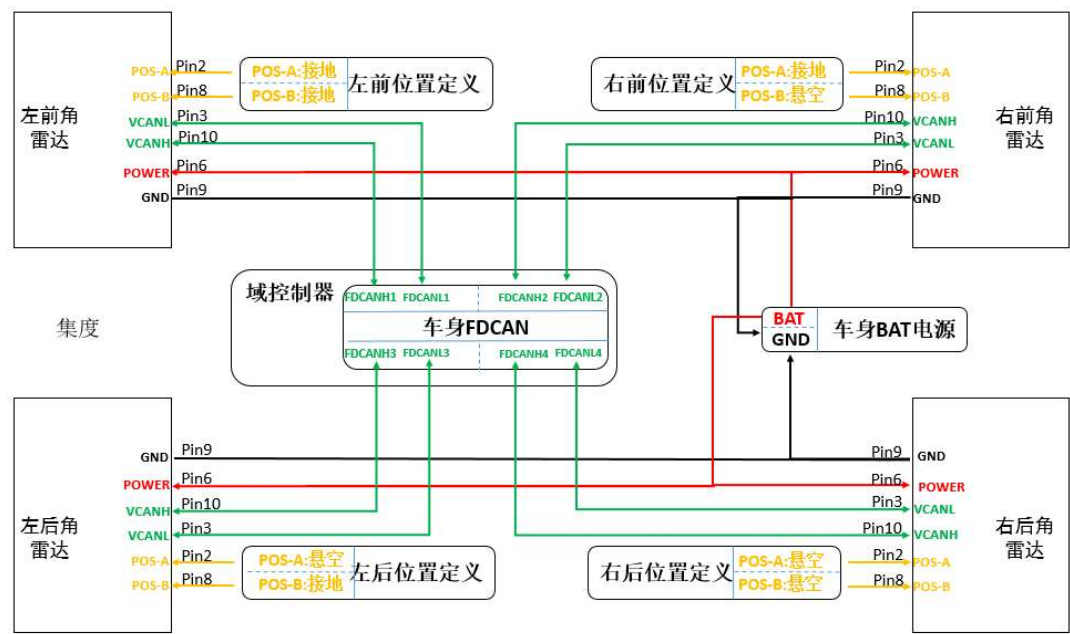 左前角
雷达
POS-A
Pin2
POS-B
Pin8
VCANL
Pin3
VCANH
Pin10
POWER
Pin6
GND
Pin9
POS-A:接地
POS-B:接地
左前位置定义
右前位置定义
POS-A:接地
POS-B:悬空
Pin2
POS-A
Pin8
POS-B
Pin10
VCANH
Pin3
VCANL
Pin6
POWER
Pin9
GND
右前角
雷达
集度
域控制器
FDCANH1
FDCANL1
FDCANH2
FDCANL2
车身FDCAN
FDCANH3
FDCANL3
FDCANH4
FDCANL4
BAT
GND
车身BAT电源
左后角
雷达
GND
Pin9
POWER
Pin6
VCANH
Pin10
VCANL
Pin3
POS-A
Pin2
POS-B
Pin8
POS-A:悬空
POS-B:接地
左后位置定义
右后位置定义
POS-A:悬空
POS-B:悬空
Pin9
GND
Pin6
POWER
Pin3
VCANL
Pin10
VCANH
Pin2
POS-A
Pin8
POS-B
右后角
雷达